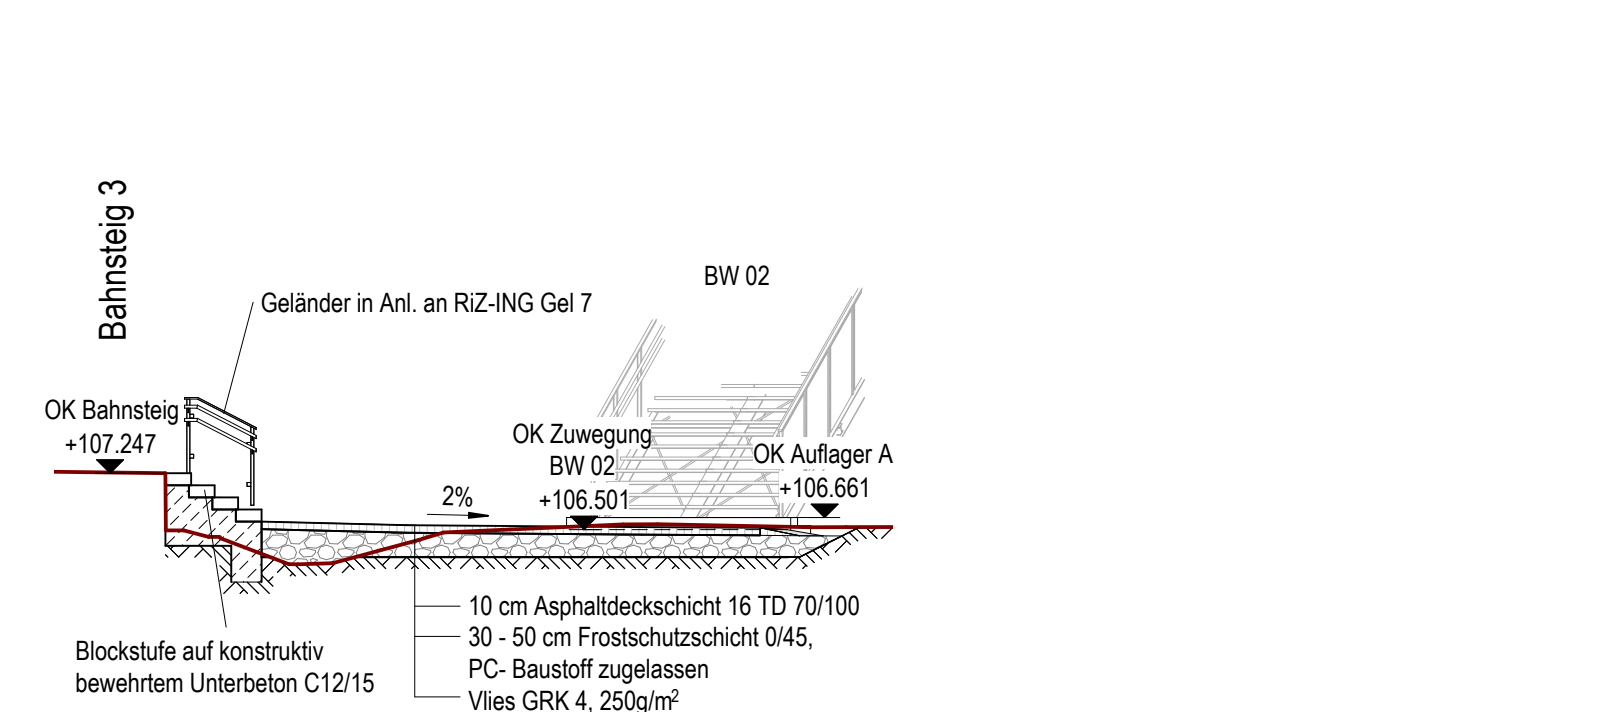 Bahnsteig 3
BW 02
Geländer in Anl. an RiZ-ING Gel 7
OK Bahnsteig
+107.247
OK Zuwegung
BW 02
+106.501
OK Auflager A
+106.661
2%
10 cm Asphaltdeckschicht 16 TD 70/100
30 - 50 cm Frostschutzschicht 0/45,
PC- Baustoff zugelassen
Vlies GRK 4, 250g/m²
Blockstufe auf konstruktiv
bewehrtem Unterbeton C12/15